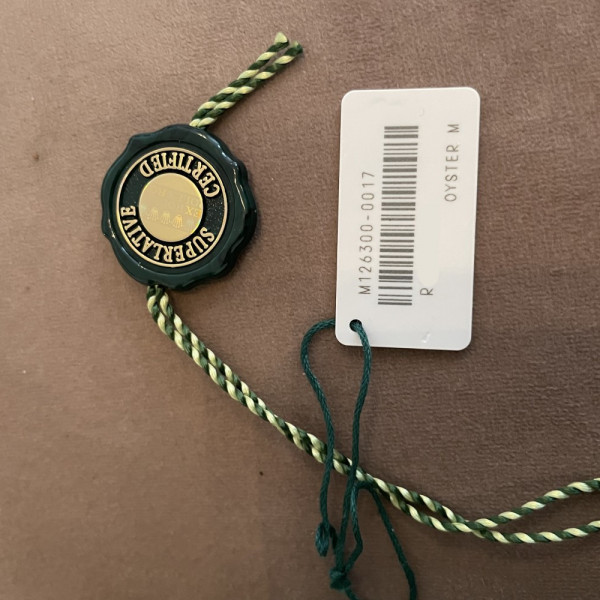 SUPERLATIVE
CERTIFIED
M126300-0017
R
OYSTER M